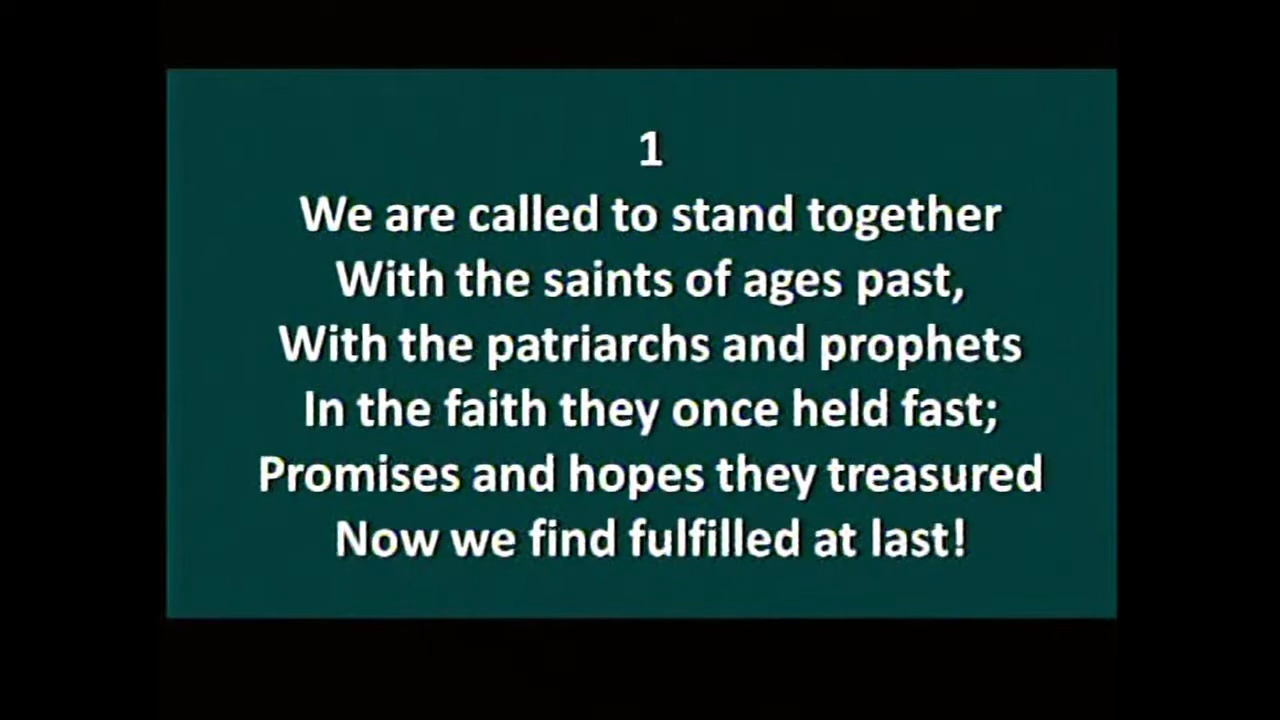 1
We are called to stand together
With the saints of ages past,
With the patriarchs and prophets
In the faith they once held fast;
Promises and hopes they treasured
Now we find fulfilled at last!